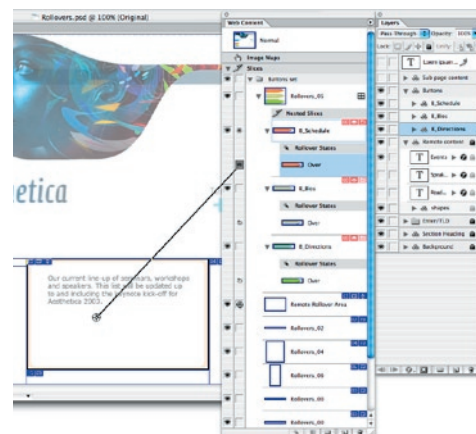 Rollovers.psd @ 100% (Original)
etica
Our current line-up of seminars, workshops
and speakers. This list will be updated up
to and including the keynote kick-off for
Aesthetica 2003.
Web Content
Normal
Image Maps
Slices
Buttons set
Rollovers_05
Nested Slices
B_Schedule
Rollover States
Over
B_Bios
Rollover States
Over
B_Directions
Rollover States
Over
Remote Rollover Area
Rollovers_02
Rollovers_04
Rollovers_06
Rollovers_08
Layers
Pass Through
Opacity:
Lock:
Sub page content
Buttons
B_Schedule
B_Bios
B_Directions
Remote content
Events
Speak...
shapes
Section Heading
Background